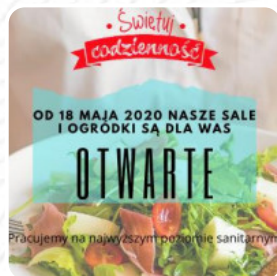 Świętuj
codzienność
OD 18 MAJA 2020 NASZE SALE
I OGRÓDKI SĄ DLA WAS
OTWARTE
Pracujemy na najwyższym poziomie sanitarnym